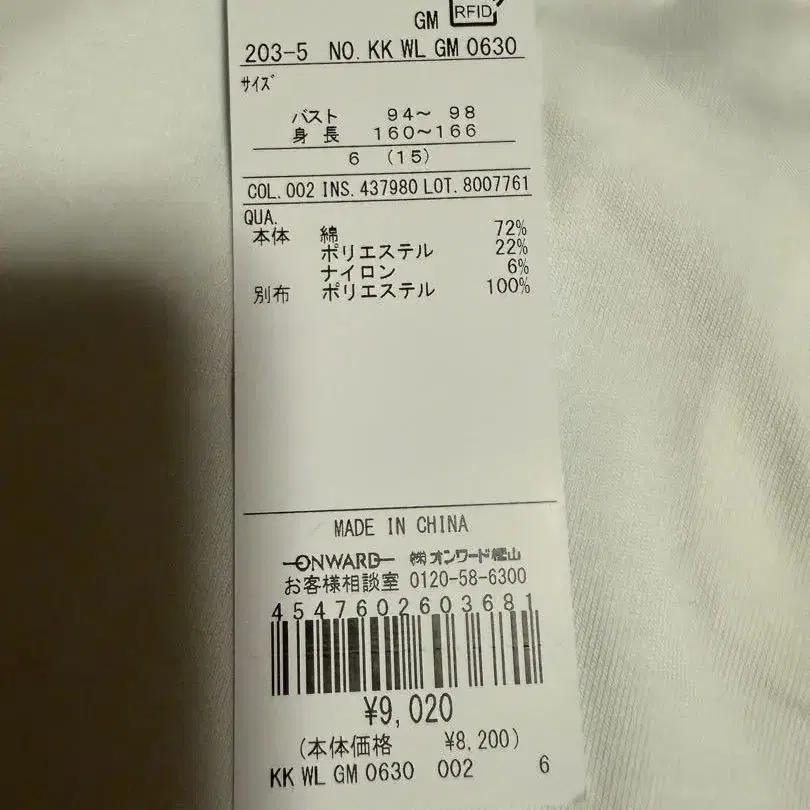 GM RFID
203-5 NO. KK WL GM 0630
サイズ
バスト 94～ 98
身長 160～166
6 (15)
COL. 002 INS. 437980 LOT. 8007761
QUA.
本体 綿 72%
ポリエステル 22%
ナイロン 6%
別布 ポリエステル 100%
MADE IN CHINA
ONWARD ㈱オンワード樫山
お客様相談室 0120-58-6300
4547602603681
¥9,020
(本体価格 ¥8,200)
KK WL GM 0630 002 6